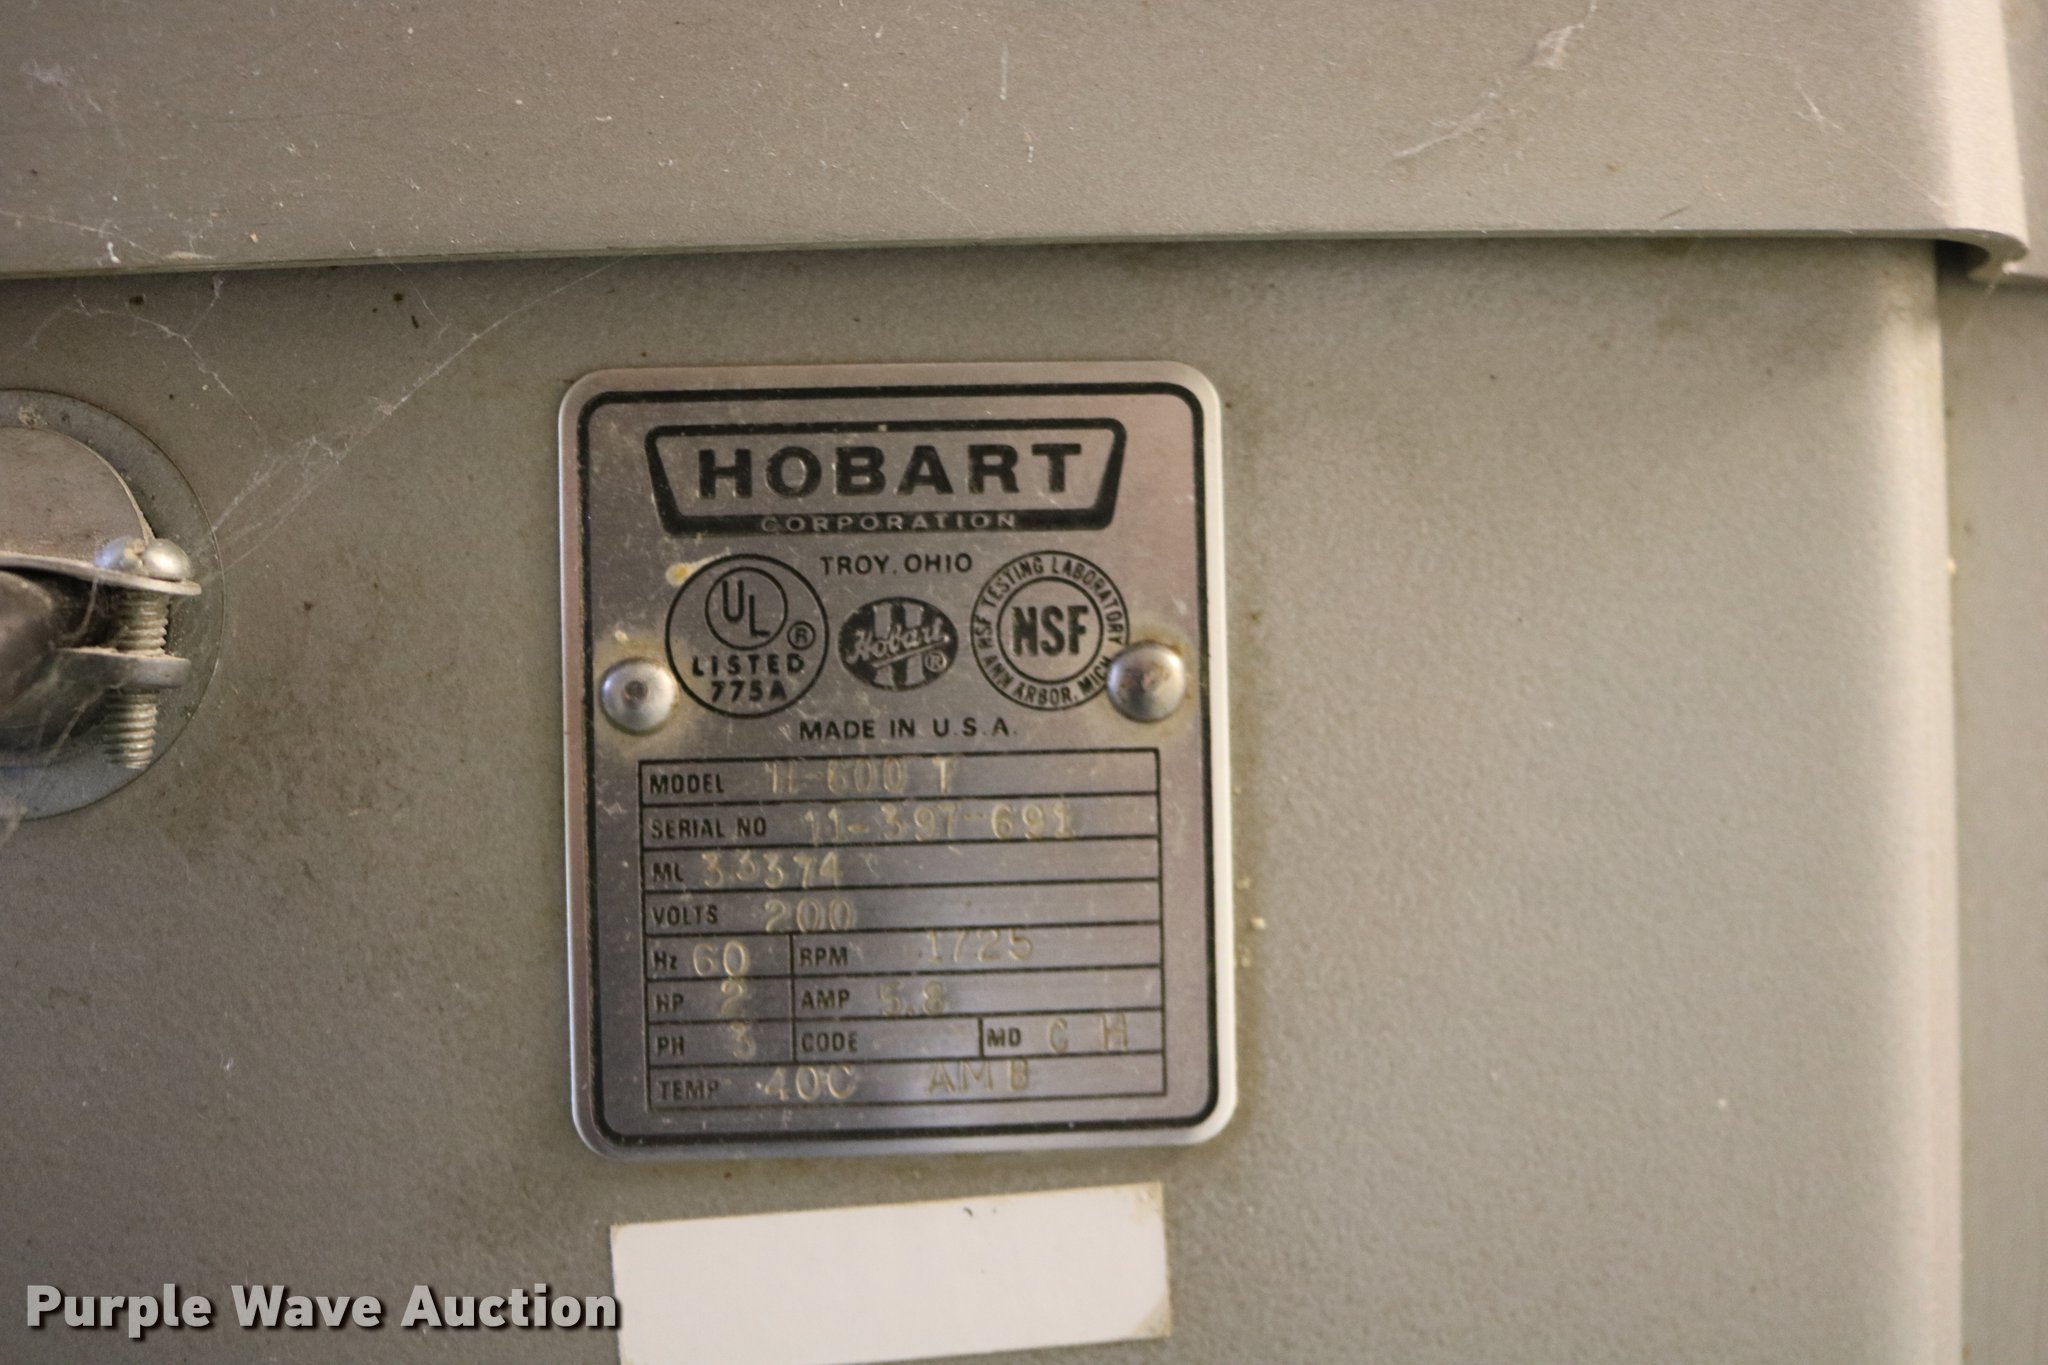 HOBART
CORPORATION
TROY, OHIO
UL ®
LISTED
775A
Hobart ®
NSF TESTING LABORATORY
NSF
ANN ARBOR, MICH
MADE IN U.S.A.
MODEL H-600 T
SERIAL NO 11-397-691
ML 33374
VOLTS 200
Hz 60 RPM 1725
HP 2 AMP 5.8
PH 3 CODE MD C H
TEMP 40C AMB
Purple Wave Auction